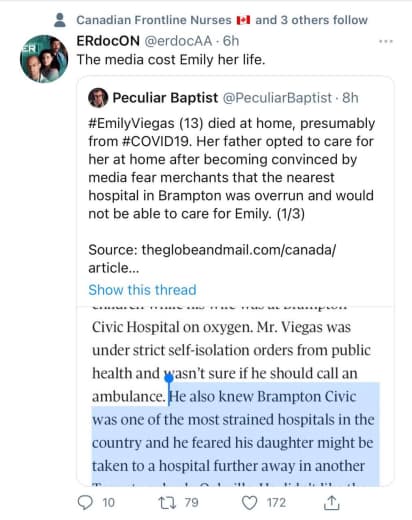 Canadian Frontline Nurses 🇨🇦 and 3 others follow
ERdocON @erdocAA · 6h
ER
The media cost Emily her life.
Peculiar Baptist @PeculiarBaptist · 8h
#EmilyViegas (13) died at home, presumably
from #COVID19. Her father opted to care for
her at home after becoming convinced by
media fear merchants that the nearest
hospital in Brampton was overrun and would
not be able to care for Emily. (1/3)
Source: theglobeandmail.com/canada/
article...
Show this thread
Civic Hospital on oxygen. Mr. Viegas was
under strict self-isolation orders from public
health and wasn't sure if he should call an
ambulance. He also knew Brampton Civic
was one of the most strained hospitals in the
country and he feared his daughter might be
taken to a hospital further away in another
10 79 172